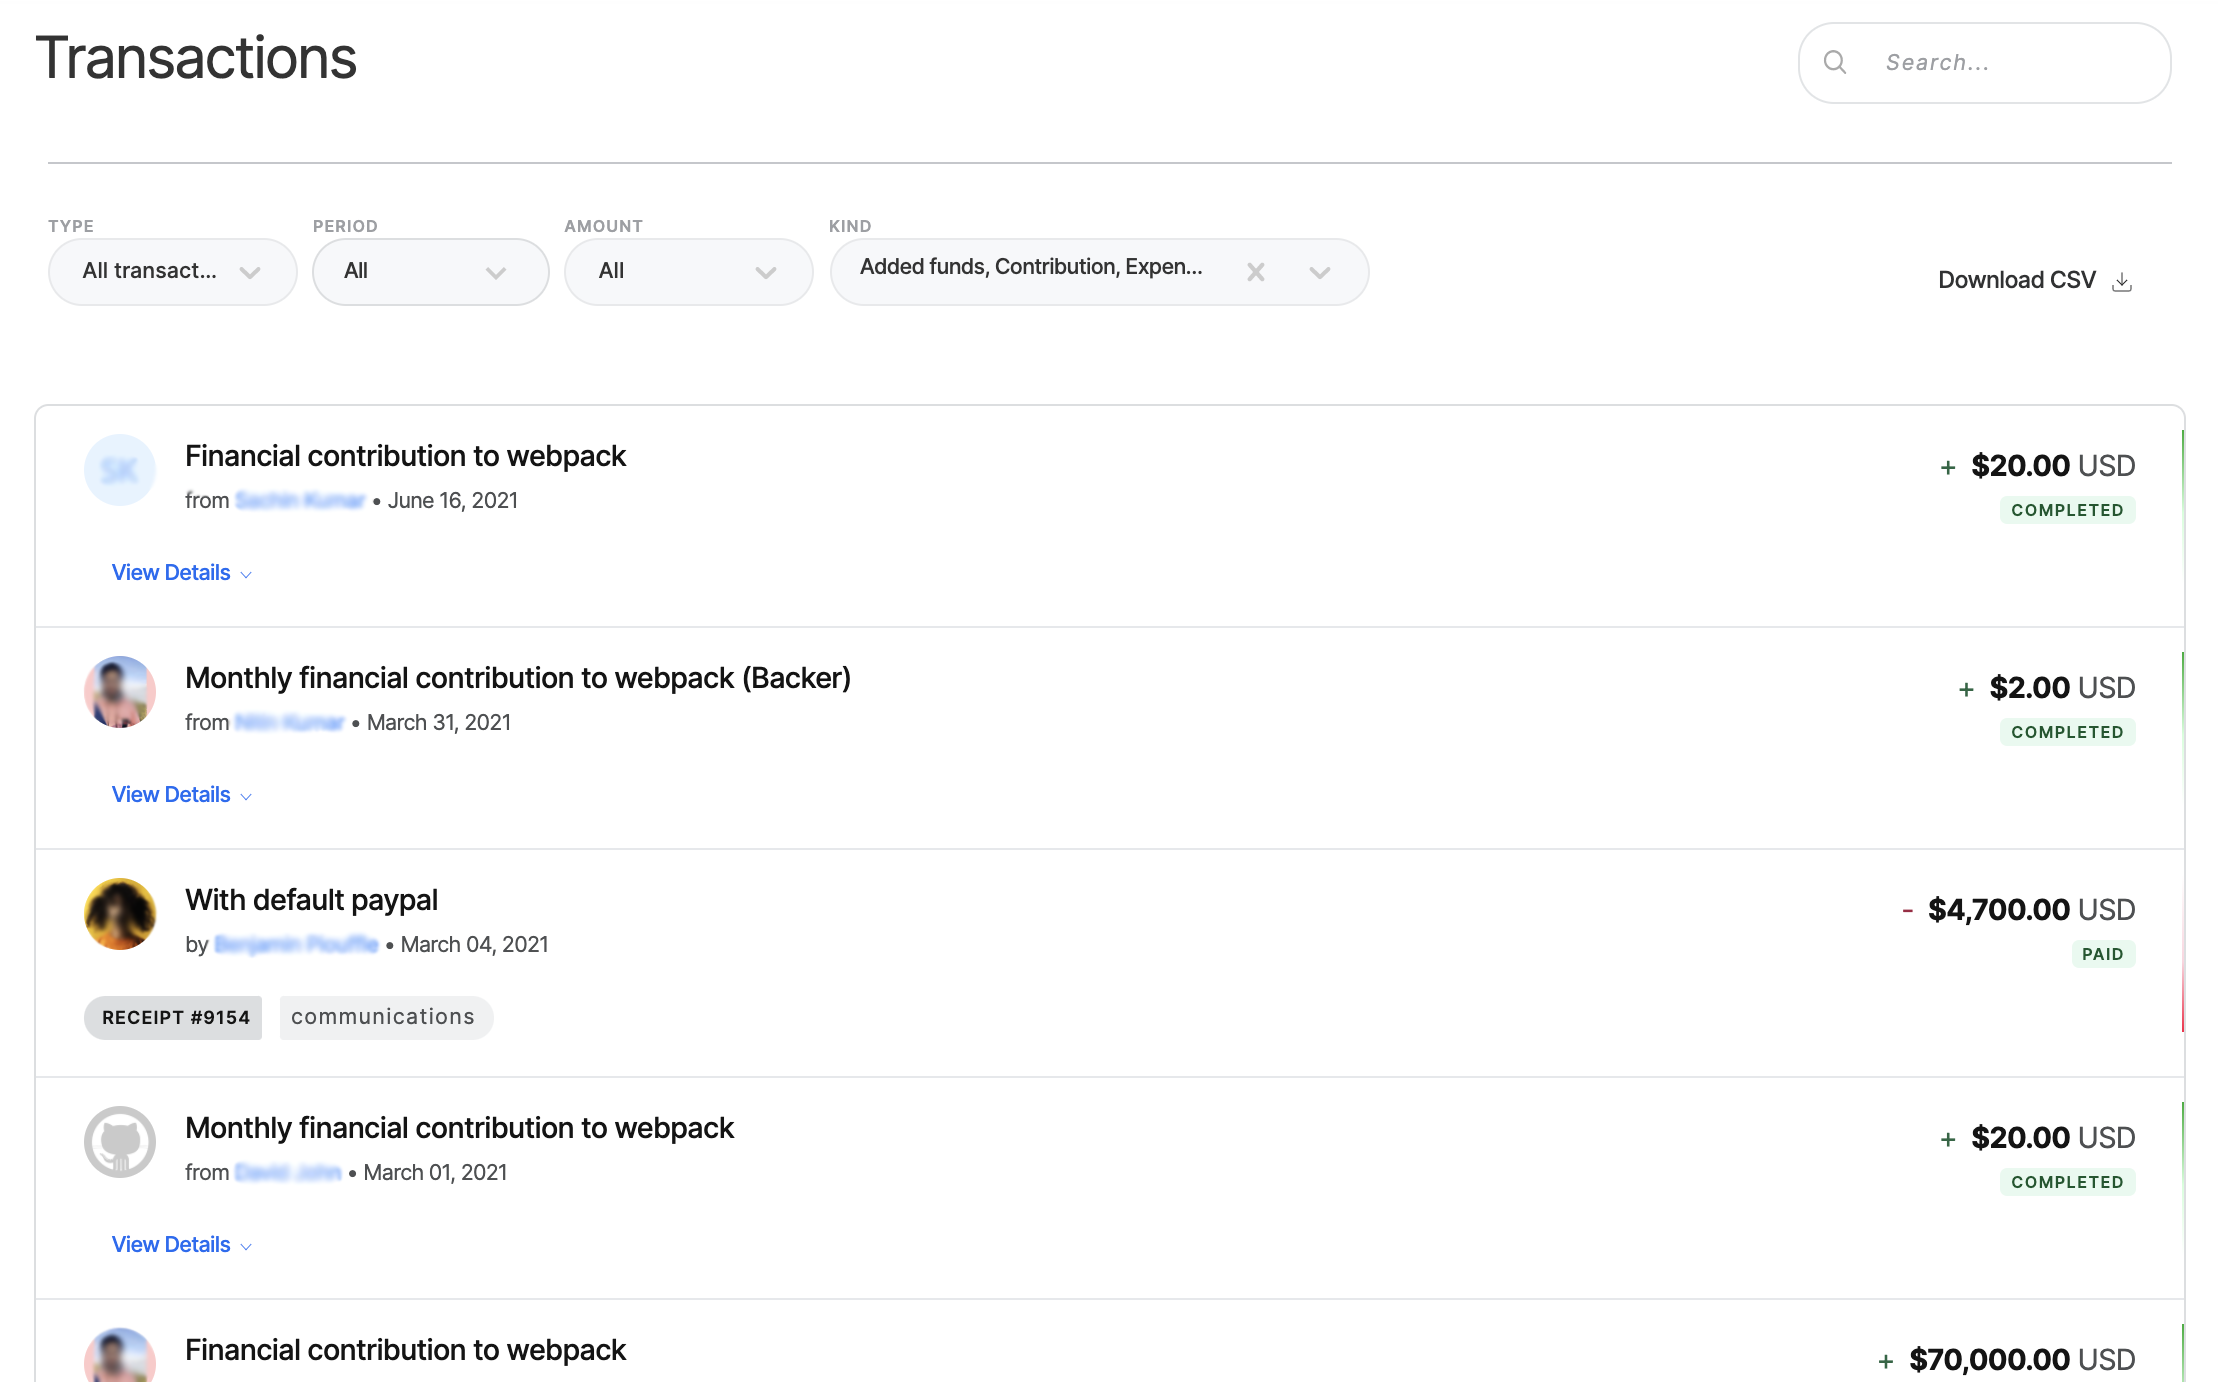 Transactions
Search...
TYPE PERIOD AMOUNT KIND
All transact... All All Added funds, Contribution, Expen...
Download CSV
Financial contribution to webpack
+ $20.00 USD
from • June 16, 2021
COMPLETED
View Details
Monthly financial contribution to webpack (Backer)
+ $2.00 USD
from • March 31, 2021
COMPLETED
View Details
With default paypal
- $4,700.00 USD
by • March 04, 2021
PAID
RECEIPT #9154 communications
Monthly financial contribution to webpack
+ $20.00 USD
from • March 01, 2021
COMPLETED
View Details
Financial contribution to webpack
+ $70,000.00 USD